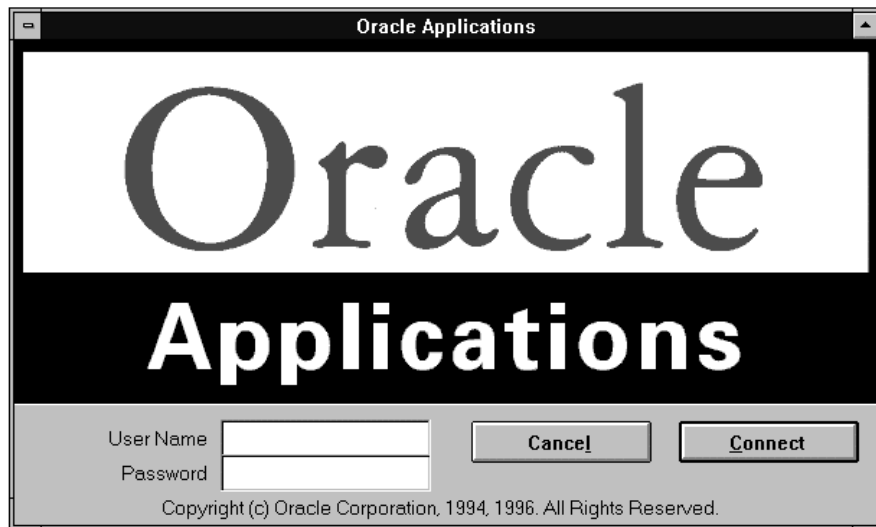 Oracle Applications
Oracle
Applications
User Name
Cancel
Connect
Password
Copyright (c) Oracle Corporation, 1994, 1996. All Rights Reserved.